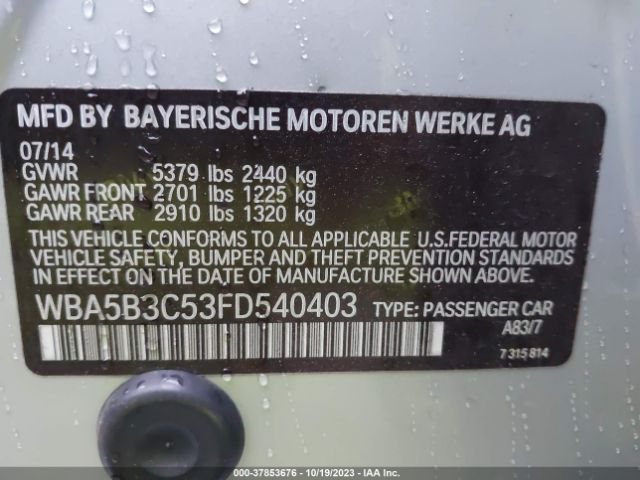 MFD BY BAYERISCHE MOTOREN WERKE AG
07/14
GVWR 5379 lbs 2440 kg
GAWR FRONT 2701 lbs 1225 kg
GAWR REAR 2910 lbs 1320 kg
THIS VEHICLE CONFORMS TO ALL APPLICABLE U.S.FEDERAL MOTOR
VEHICLE SAFETY, BUMPER AND THEFT PREVENTION STANDARDS
IN EFFECT ON THE DATE OF MANUFACTURE SHOWN ABOVE.
WBA5B3C53FD540403 TYPE: PASSENGER CAR
A83/7
7 315 814
000-37853676 • 10/19/2023 • IAA Inc.